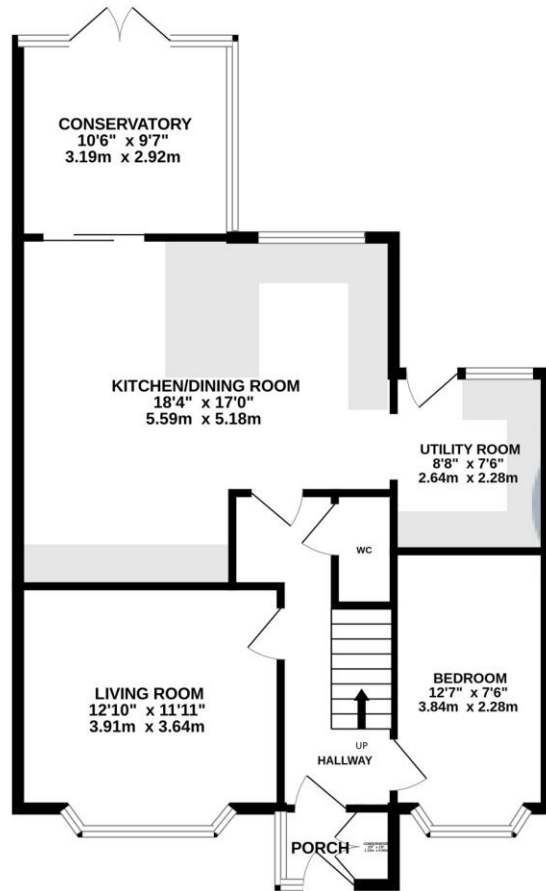 CONSERVATORY
10'6" x 9'7"
3.19m x 2.92m
KITCHEN/DINING ROOM
18'4" x 17'0"
5.59m x 5.18m
UTILITY ROOM
8'8" x 7'6"
2.64m x 2.28m
WC
LIVING ROOM
12'10" x 11'11"
3.91m x 3.64m
BEDROOM
12'7" x 7'6"
3.84m x 2.28m
UP
HALLWAY
PORCH